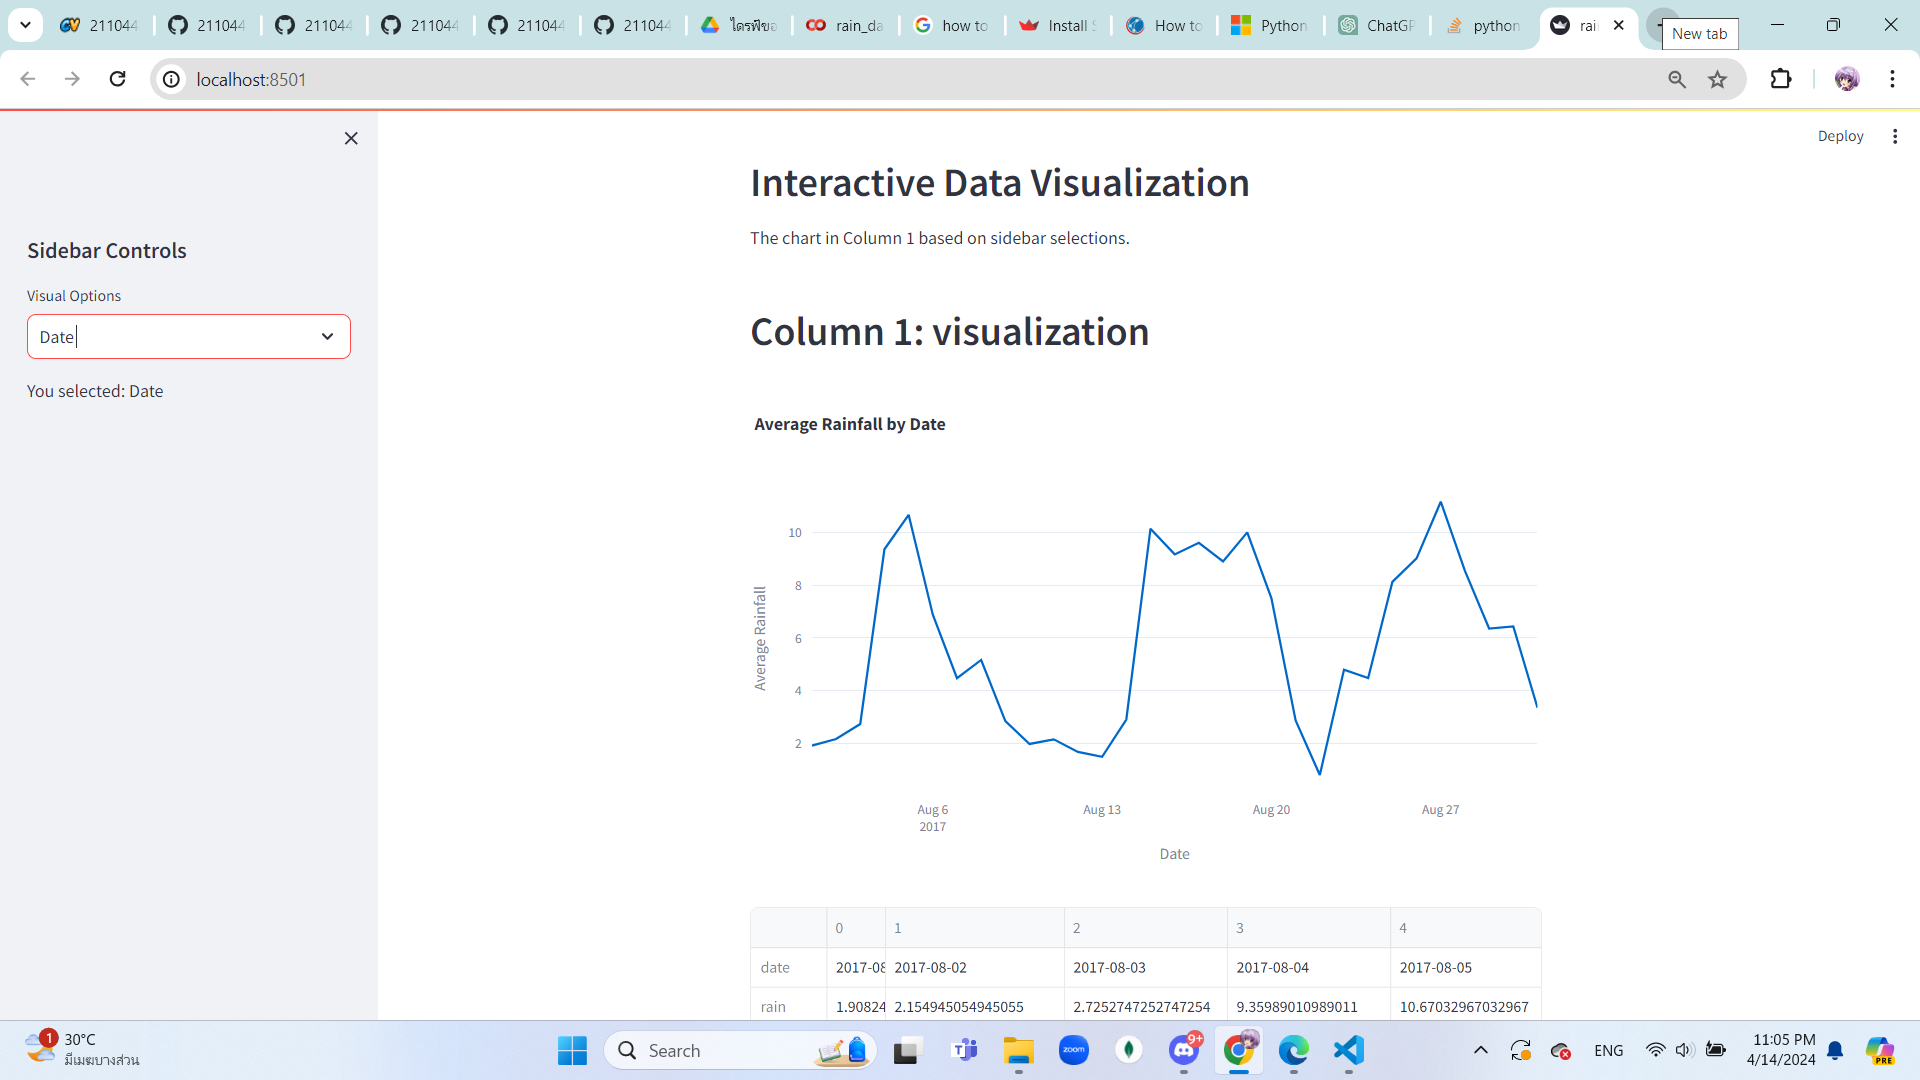 211044
211044
211044
211044
211044
211044
ไดรฟ์ของ
rain_da
how to
Install S
How to
Python
ChatGP
python
rai
New tab
localhost:8501
Deploy
Interactive Data Visualization
The chart in Column 1 based on sidebar selections.
Sidebar Controls
Visual Options
Date
You selected: Date
Column 1: visualization
Average Rainfall by Date
Average Rainfall
10
8
6
4
2
Aug 6
2017
Aug 13
Aug 20
Aug 27
Date
0 1 2 3 4
date 2017-08 2017-08-02 2017-08-03 2017-08-04 2017-08-05
rain 1.90824 2.154945054945055 2.7252747252747254 9.35989010989011 10.67032967032967
1
30°C
มีเมฆบางส่วน
Search
zoom
9+
ENG
11:05 PM
4/14/2024
PRE